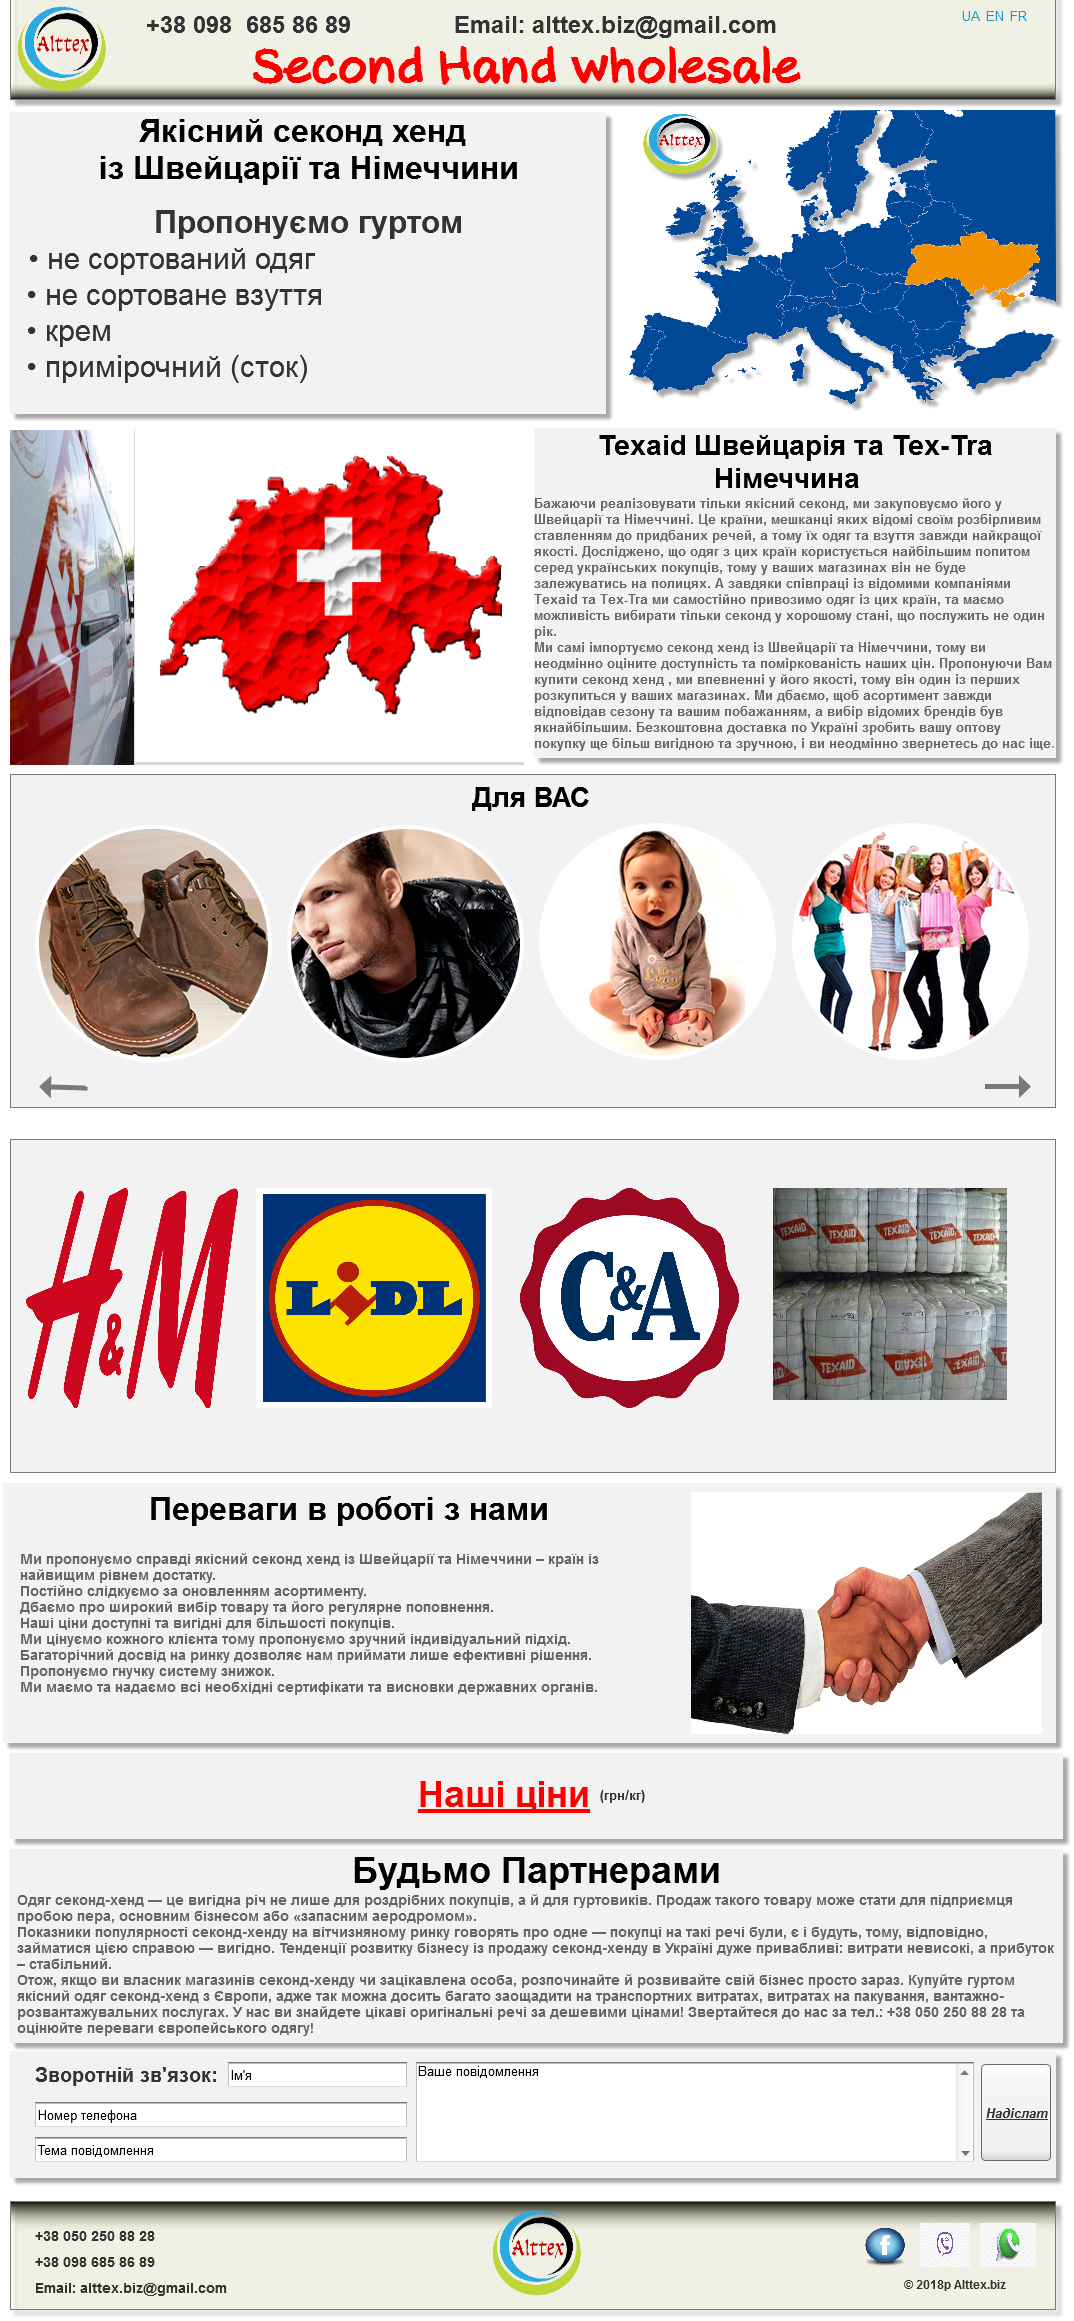 Alttex
+38 098 685 86 89
Email: alttex.biz@gmail.com
UA EN FR
Second Hand wholesale
Якісний секонд хенд
із Швейцарії та Німеччини
Пропонуємо гуртом
• не сортований одяг
• не сортоване взуття
• крем
• примірочний (сток)
Alttex
Texaid Швейцарія та Tex-Tra
Німеччина
Бажаючи реалізовувати тільки якісний секонд, ми закуповуємо його у
Швейцарії та Німеччині. Це країни, мешканці яких відомі своїм розбірливим
ставленням до придбаних речей, а тому їх одяг та взуття завжди найкращої
якості. Досліджено, що одяг з цих країн користується найбільшим попитом
серед українських покупців, тому у ваших магазинах він не буде
залежуватись на полицях. А завдяки співпраці із відомими компаніями
Texaid та Tex-Tra ми самостійно привозимо одяг із цих країн, та маємо
можливість вибирати тільки секонд у хорошому стані, що послужить не один
рік.
Ми самі імпортуємо секонд хенд із Швейцарії та Німеччини, тому ви
неодмінно оціните доступність та поміркованість наших цін. Пропонуючи Вам
купити секонд хенд , ми впевненні у його якості, тому він один із перших
розкупиться у ваших магазинах. Ми дбаємо, щоб асортимент завжди
відповідав сезону та вашим побажанням, а вибір відомих брендів був
якнайбільшим. Безкоштовна доставка по Україні зробить вашу оптову
покупку ще більш вигідною та зручною, і ви неодмінно звернетесь до нас іще.
Для ВАС
H&M
LIDL
C&A
TEXAID TEXAID TEXAID TEXAID TEXAID
TEXAID TEXAID TEXAID TEXAID
Переваги в роботі з нами
Ми пропонуємо справді якісний секонд хенд із Швейцарії та Німеччини – країн із
найвищим рівнем достатку.
Постійно слідкуємо за оновленням асортименту.
Дбаємо про широкий вибір товару та його регулярне поповнення.
Наші ціни доступні та вигідні для більшості покупців.
Ми цінуємо кожного клієнта тому пропонуємо зручний індивідуальний підхід.
Багаторічний досвід на ринку дозволяє нам приймати лише ефективні рішення.
Пропонуємо гнучку систему знижок.
Ми маємо та надаємо всі необхідні сертифікати та висновки державних органів.
Наші ціни (грн/кг)
Будьмо Партнерами
Одяг секонд-хенд — це вигідна річ не лише для роздрібних покупців, а й для гуртовиків. Продаж такого товару може стати для підприємця
пробою пера, основним бізнесом або «запасним аеродромом».
Показники популярності секонд-хенду на вітчизняному ринку говорять про одне — покупці на такі речі були, є і будуть, тому, відповідно,
займатися цією справою — вигідно. Тенденції розвитку бізнесу із продажу секонд-хенду в Україні дуже привабливі: витрати невисокі, а прибуток
– стабільний.
Отож, якщо ви власник магазинів секонд-хенду чи зацікавлена особа, розпочинайте й розвивайте свій бізнес просто зараз. Купуйте гуртом
якісний одяг секонд-хенд з Європи, адже так можна досить багато заощадити на транспортних витратах, витратах на пакування, вантажно-
розвантажувальних послугах. У нас ви знайдете цікаві оригінальні речі за дешевими цінами! Звертайтеся до нас за тел.: +38 050 250 88 28 та
оцінюйте переваги європейського одягу!
Зворотній зв'язок:
Ім'я
Номер телефона
Тема повідомлення
Ваше повідомлення
Надіслат
+38 050 250 88 28
+38 098 685 86 89
Email: alttex.biz@gmail.com
Alttex
© 2018р Alttex.biz